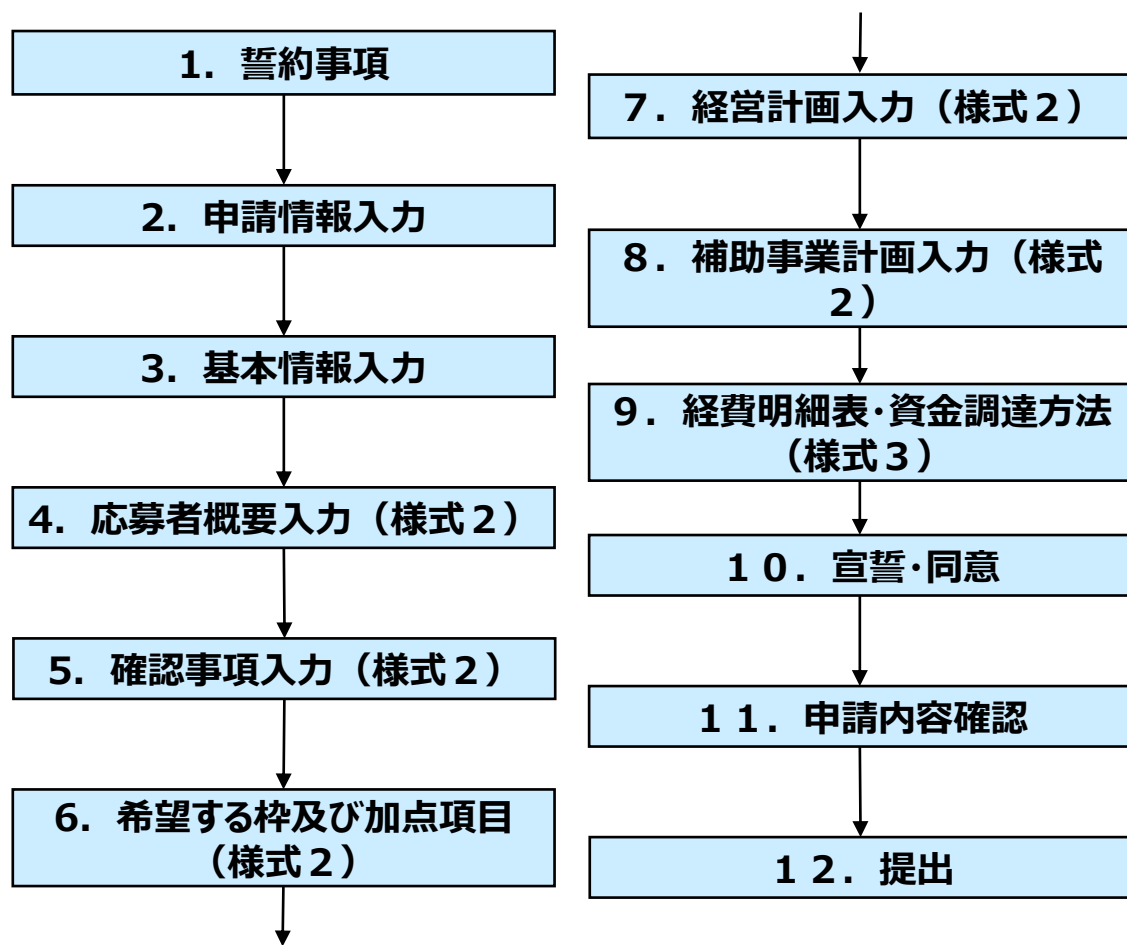 1．誓約事項
2．申請情報入力
3．基本情報入力
4．応募者概要入力（様式２）
5．確認事項入力（様式２）
6．希望する枠及び加点項目
（様式２）
７．経営計画入力（様式２）
８．補助事業計画入力（様式
２）
９．経費明細表・資金調達方法
（様式３）
１０．宣誓・同意
１１．申請内容確認
１２．提出